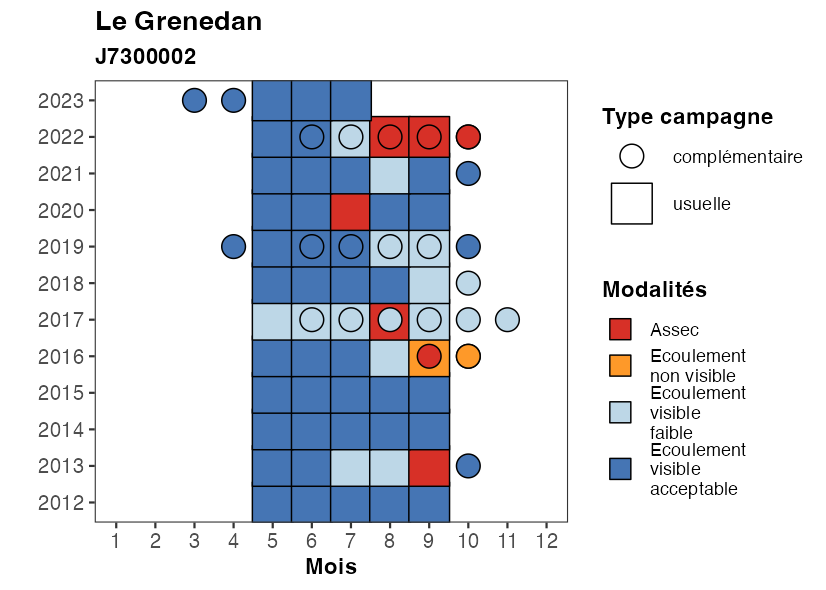 Le Grenedan
J7300002
2023
2022
2021
2020
2019
2018
2017
2016
2015
2014
2013
2012
1 2 3 4 5 6 7 8 9 10 11 12
Mois
Type campagne
complémentaire
usuelle
Modalités
Assec
Ecoulement
non visible
Ecoulement
visible
faible
Ecoulement
visible
acceptable